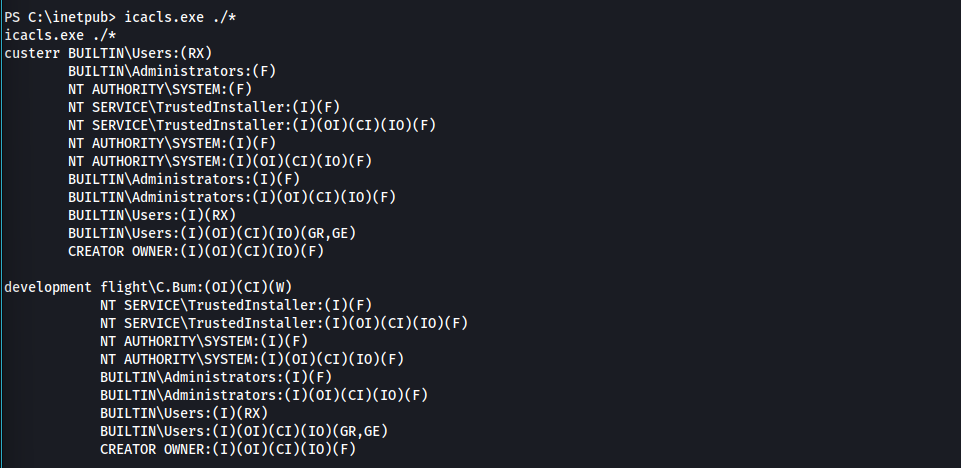 PS C:\inetpub> icacls.exe ./*
icacls.exe ./*
custerr BUILTIN\Users:(RX)
        BUILTIN\Administrators:(F)
        NT AUTHORITY\SYSTEM:(F)
        NT SERVICE\TrustedInstaller:(I)(F)
        NT SERVICE\TrustedInstaller:(I)(OI)(CI)(IO)(F)
        NT AUTHORITY\SYSTEM:(I)(F)
        NT AUTHORITY\SYSTEM:(I)(OI)(CI)(IO)(F)
        BUILTIN\Administrators:(I)(F)
        BUILTIN\Administrators:(I)(OI)(CI)(IO)(F)
        BUILTIN\Users:(I)(RX)
        BUILTIN\Users:(I)(OI)(CI)(IO)(GR,GE)
        CREATOR OWNER:(I)(OI)(CI)(IO)(F)

development flight\C.Bum:(OI)(CI)(W)
            NT SERVICE\TrustedInstaller:(I)(F)
            NT SERVICE\TrustedInstaller:(I)(OI)(CI)(IO)(F)
            NT AUTHORITY\SYSTEM:(I)(F)
            NT AUTHORITY\SYSTEM:(I)(OI)(CI)(IO)(F)
            BUILTIN\Administrators:(I)(F)
            BUILTIN\Administrators:(I)(OI)(CI)(IO)(F)
            BUILTIN\Users:(I)(RX)
            BUILTIN\Users:(I)(OI)(CI)(IO)(GR,GE)
            CREATOR OWNER:(I)(OI)(CI)(IO)(F)